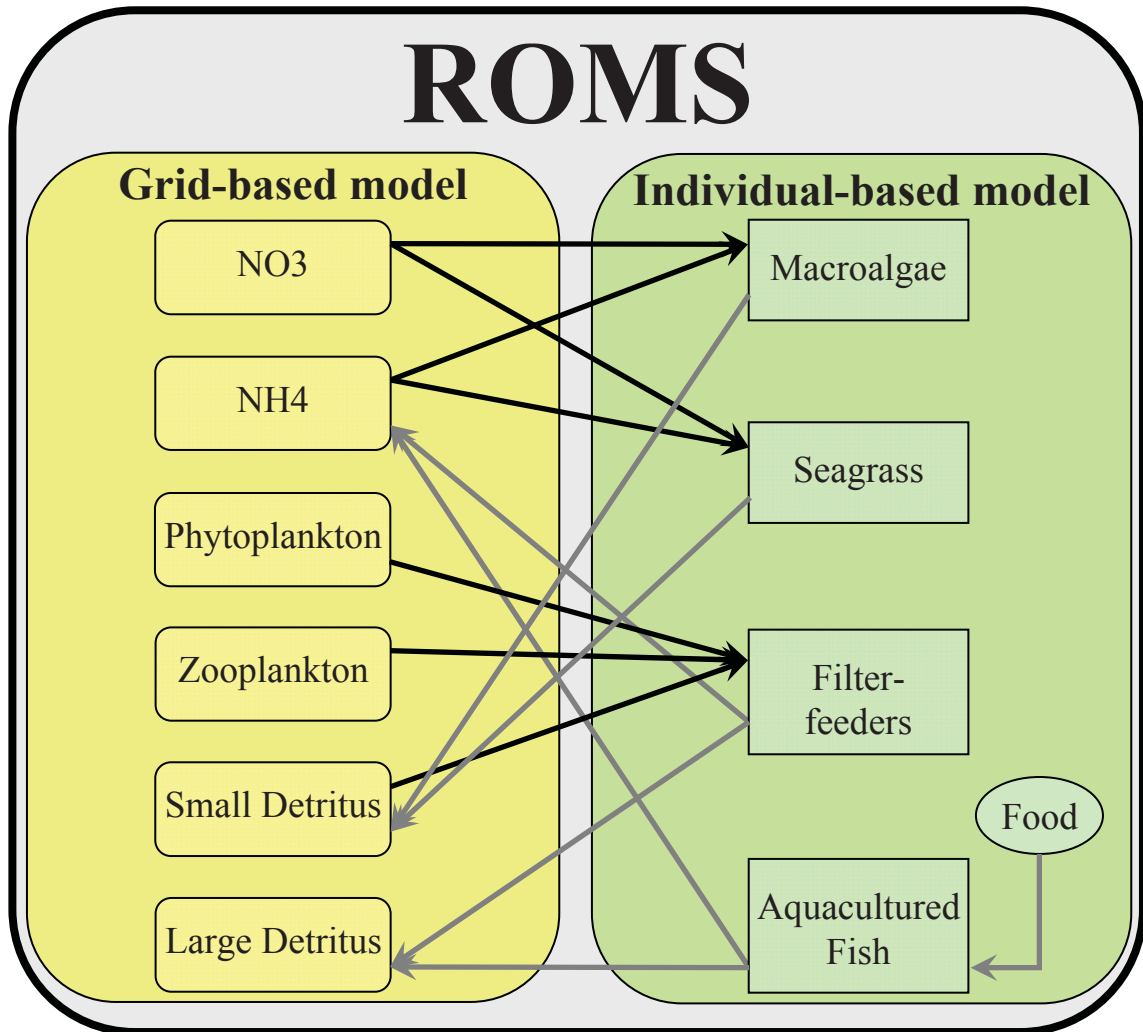 ROMS
Grid-based model
NO3
NH4
Phytoplankton
Zooplankton
Small Detritus
Large Detritus
Individual-based model
Macroalgae
Seagrass
Filter-
feeders
Food
Aquacultured
Fish